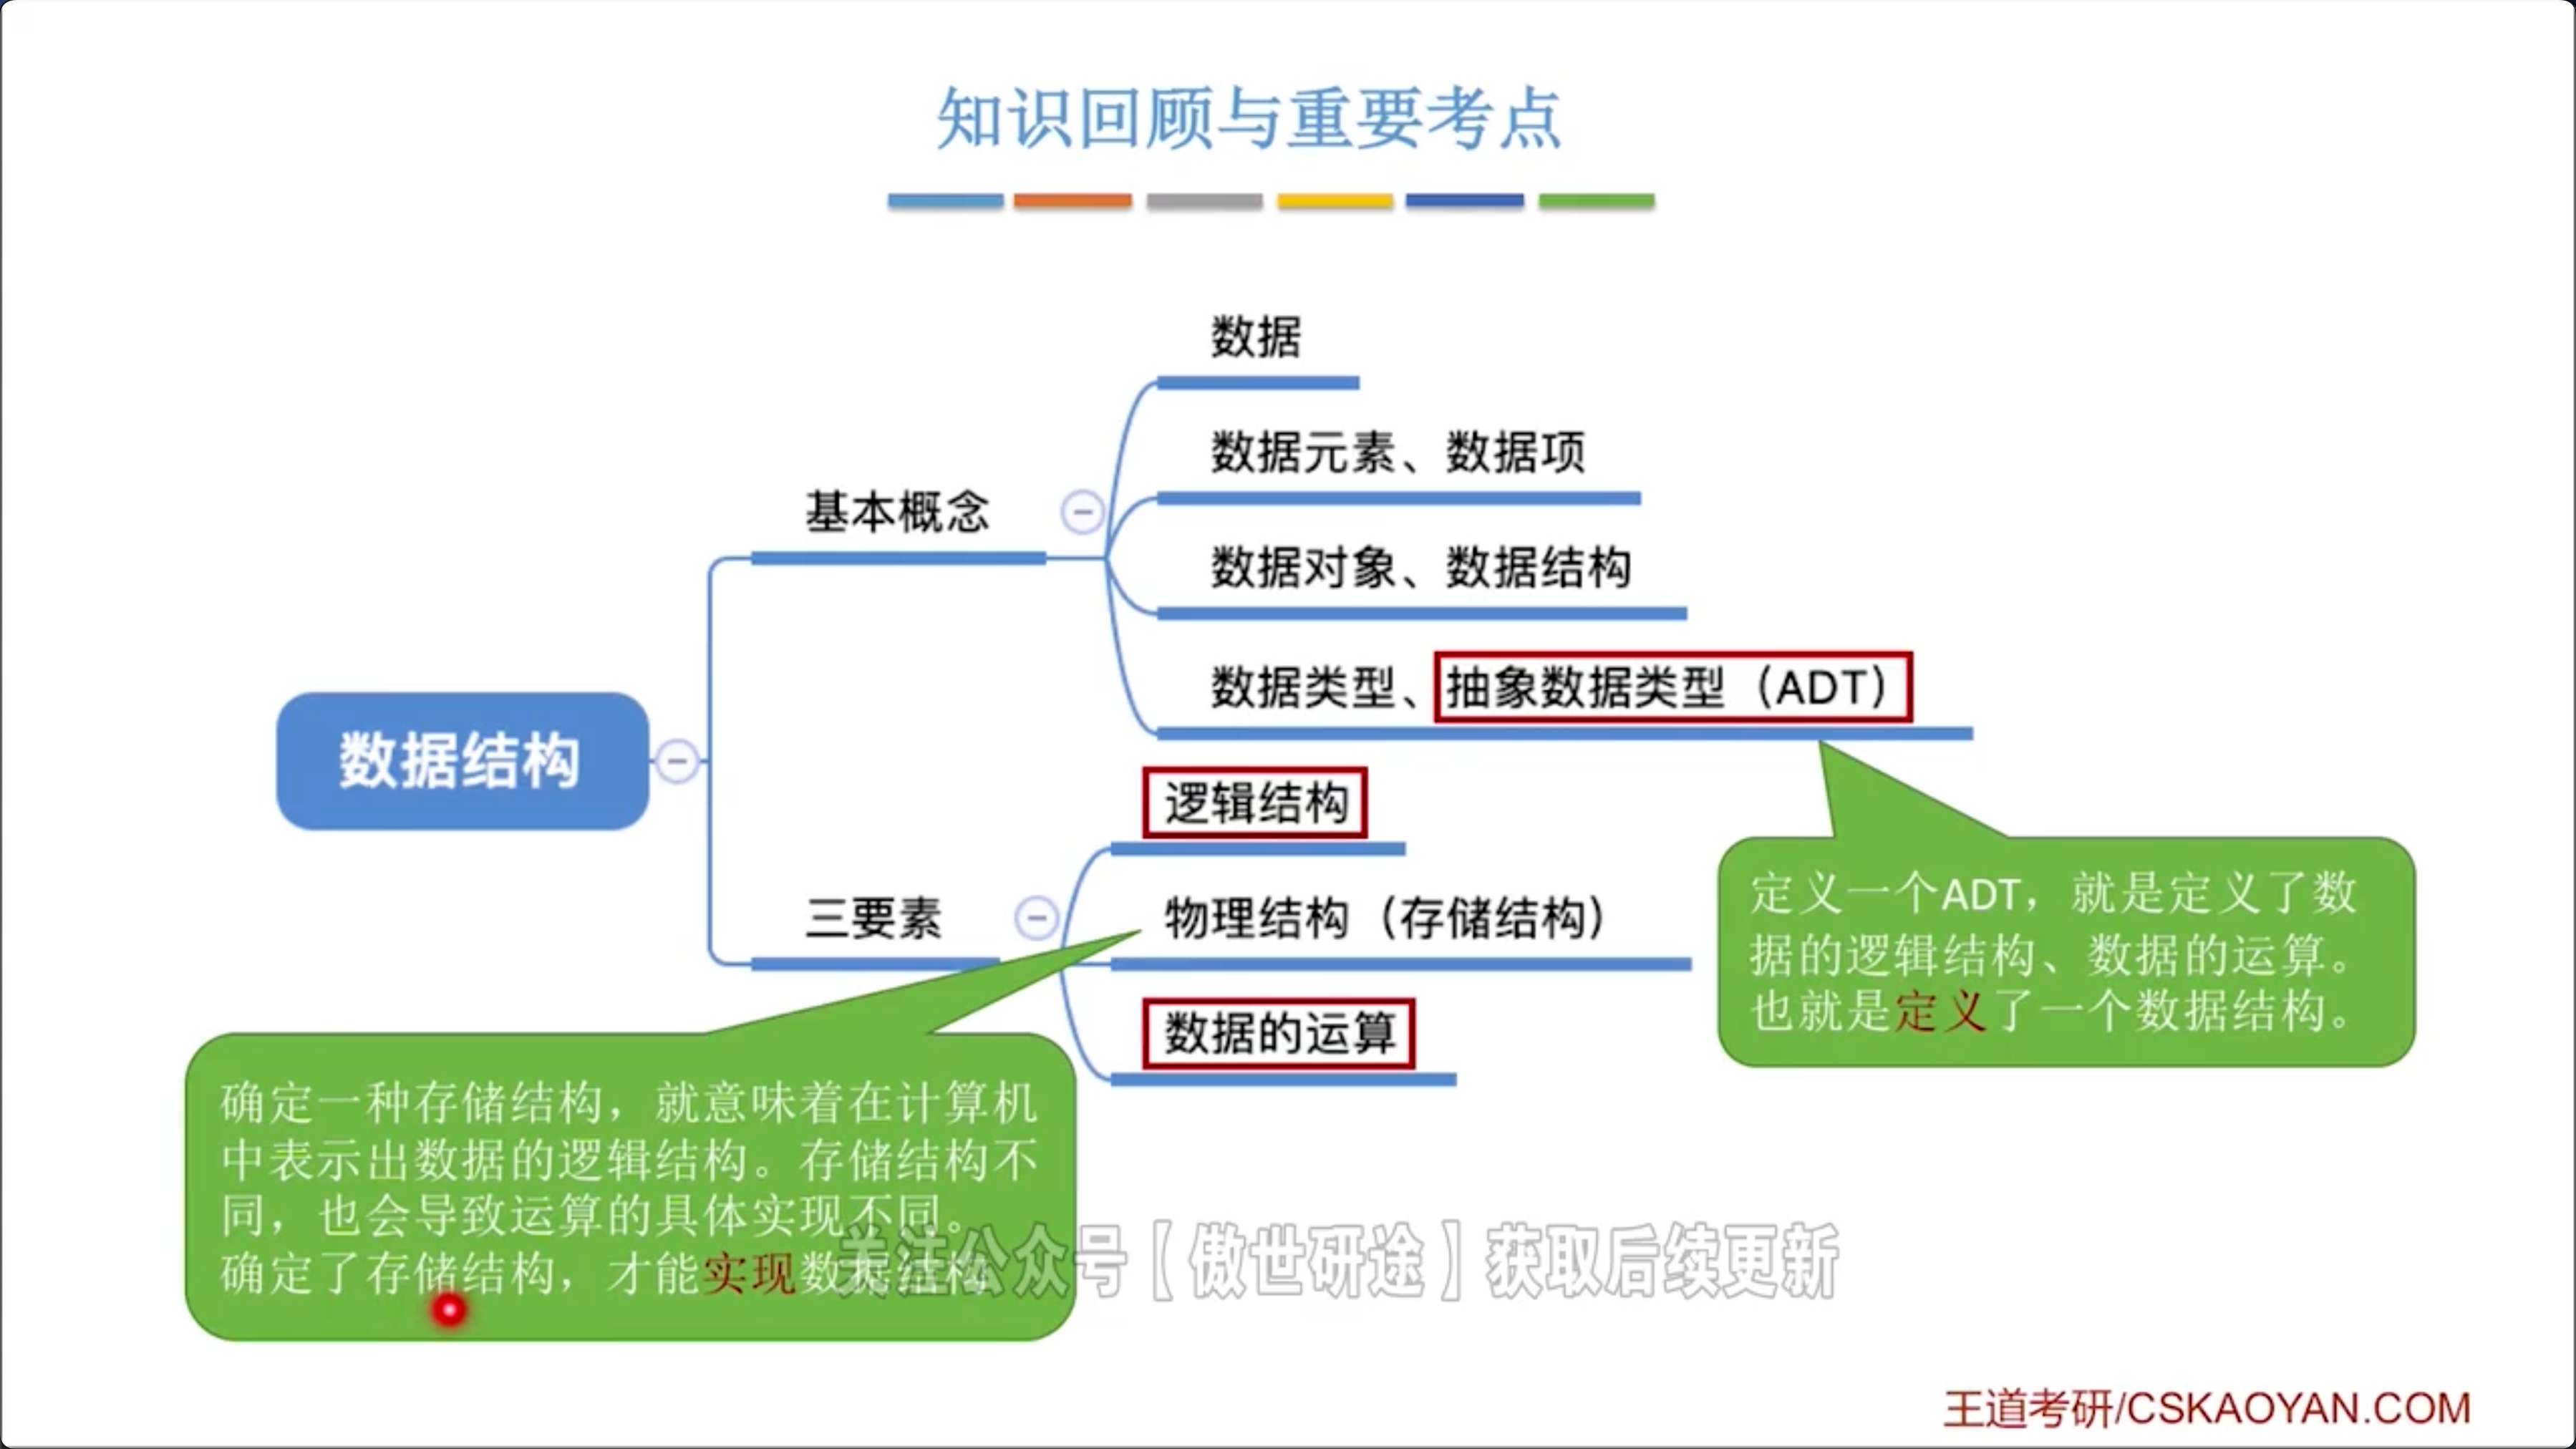 知识回顾与重要考点
数据
数据元素、数据项
基本概念
数据对象、数据结构
数据类型、抽象数据类型（ADT）
数据结构
逻辑结构
三要素
物理结构（存储结构）
数据的运算
定义一个ADT，就是定义了数
据的逻辑结构、数据的运算。
也就是定义了一个数据结构。
确定一种存储结构，就意味着在计算机
中表示出数据的逻辑结构。存储结构不
同，也会导致运算的具体实现不同。
确定了存储结构，才能实现数据结构
关注公众号【傲世研途】获取后续更新
王道考研/CSKAOYAN.COM